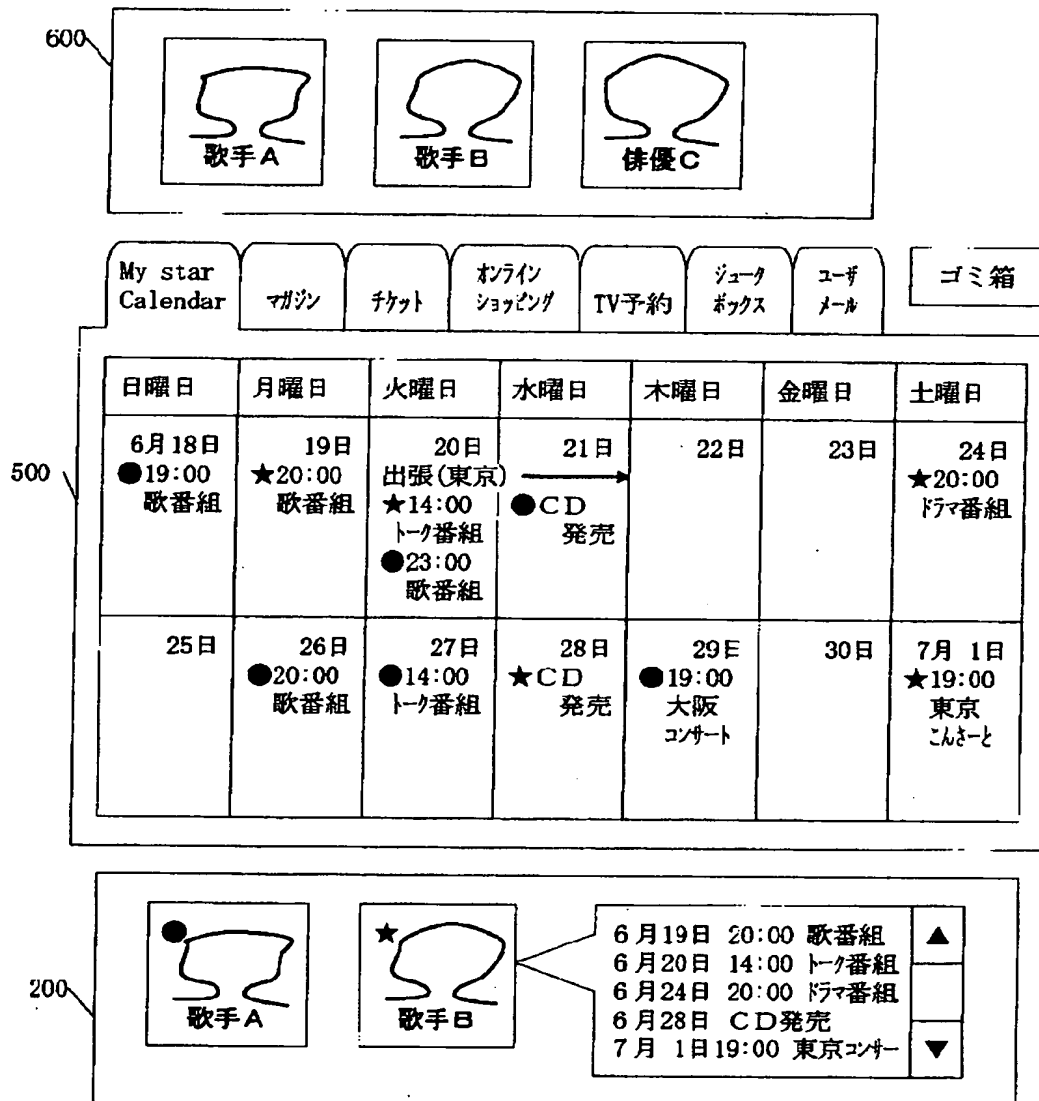 600
歌手A
歌手B
俳優C
My star
Calendar
マガジン
チケット
オンライン
ショッピング
TV予約
ジューク
ボックス
ユーザ
メール
ゴミ箱
500
日曜日
月曜日
火曜日
水曜日
木曜日
金曜日
土曜日
6月18日
●19:00
歌番組
19日
★20:00
歌番組
20日
出張(東京)
★14:00
トーク番組
●23:00
歌番組
21日
●CD
発売
22日
23日
24日
★20:00
ドラマ番組
25日
26日
●20:00
歌番組
27日
●14:00
トーク番組
28日
★CD
発売
29日
●19:00
大阪
コンサート
30日
7月 1日
★19:00
東京
こんさーと
200
●
歌手A
★
歌手B
6月19日 20:00 歌番組
6月20日 14:00 トーク番組
6月24日 20:00 ドラマ番組
6月28日 CD発売
7月 1日19:00 東京コンサー
▲
▼